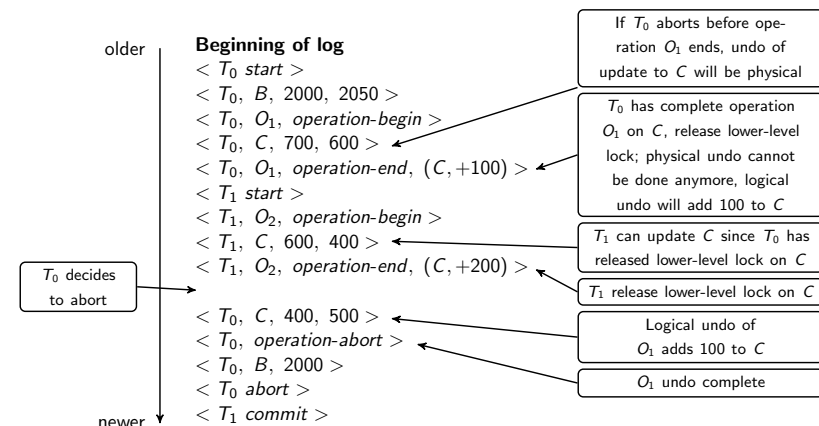 older
Beginning of log
< T0 start >
< T0, B, 2000, 2050 >
< T0, O1, operation-begin >
< T0, C, 700, 600 >
< T0, O1, operation-end, (C, +100) >
< T1 start >
< T1, O2, operation-begin >
< T1, C, 600, 400 >
< T1, O2, operation-end, (C, +200) >
T0 decides
to abort
< T0, C, 400, 500 >
< T0, operation-abort >
< T0, B, 2000 >
< T0 abort >
< T1 commit >
newer
If T0 aborts before ope-
ration O1 ends, undo of
update to C will be physical
T0 has complete operation
O1 on C, release lower-level
lock; physical undo cannot
be done anymore, logical
undo will add 100 to C
T1 can update C since T0 has
released lower-level lock on C
T1 release lower-level lock on C
Logical undo of
O1 adds 100 to C
O1 undo complete